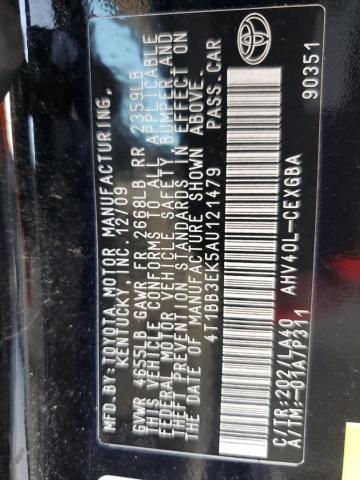 MFD. BY: TOYOTA MOTOR MANUFACTURING,
KENTUCKY, INC. 12/09
GVWR 4655LB GAWR FR 2668LB RR 2359LB
THIS VEHICLE CONFORMS TO ALL APPLICABLE
FEDERAL MOTOR VEHICLE SAFETY, BUMPER, AND
THEFT PREVENTION STANDARDS IN EFFECT ON
THE DATE OF MANUFACTURE SHOWN ABOVE.
4T1BB3EK5AU121479 PASS. CAR
TOYOTA
C/TR:202/LA40 AHV40L-CEXGBA
A/TM:-01A/P311 90351